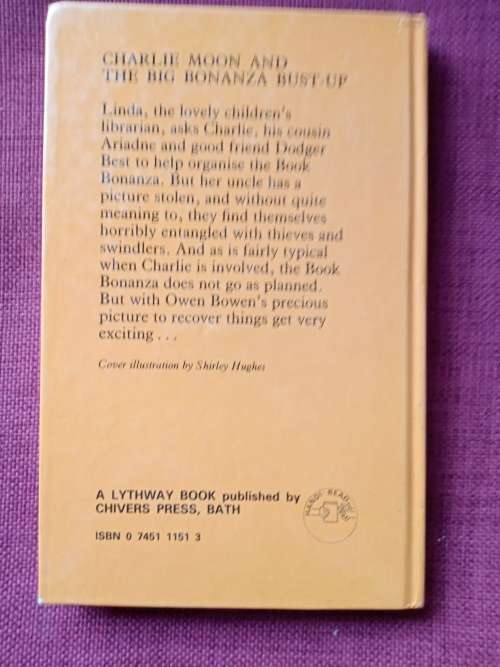 CHARLIE MOON AND
THE BIG BONANZA BUST-UP
Linda, the lovely children's
librarian, asks Charlie, his cousin
Ariadne and good friend Dodger
Best to help organise the Book
Bonanza. But her uncle has a
picture stolen, and without quite
meaning to, they find themselves
horribly entangled with thieves and
swindlers. And as is fairly typical
when Charlie is involved, the Book
Bonanza does not go as planned.
But with Owen Bowen's precious
picture to recover things get very
exciting . . .
Cover illustration by Shirley Hughes
A LYTHWAY BOOK published by
CHIVERS PRESS, BATH
ISBN 0 7451 1151 3